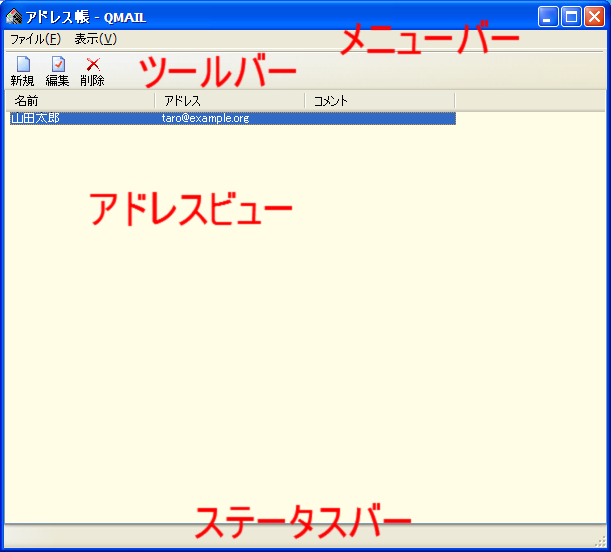 アドレス帳 - QMAIL
メニューバー
ファイル(F) 表示(V)
ツールバー
新規 編集 削除
名前 アドレス コメント
山田太郎 taro@example.org
アドレスビュー
ステータスバー